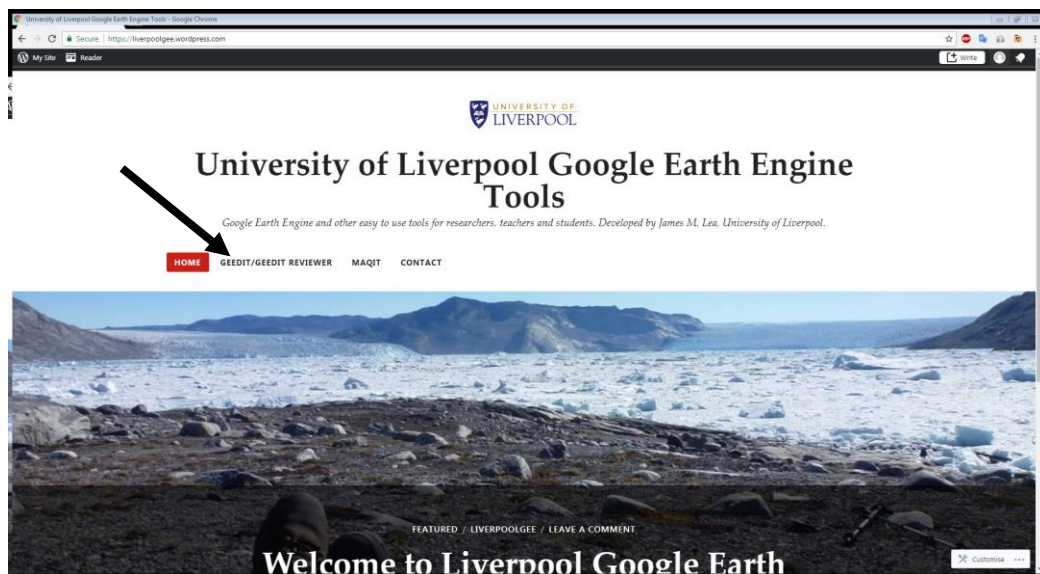 University of Liverpool Google Earth Engine Tools - Google Chrome
Secure | https://liverpoolgee.wordpress.com
My Site Reader Write
UNIVERSITY OF
LIVERPOOL
University of Liverpool Google Earth Engine
Tools
Google Earth Engine and other easy to use tools for researchers, teachers and students. Developed by James M. Lea, University of Liverpool.
HOME GEEDIT/GEEDIT REVIEWER MAQIT CONTACT
FEATURED / LIVERPOOLGEE / LEAVE A COMMENT
Welcome to Liverpool Google Earth
Customise